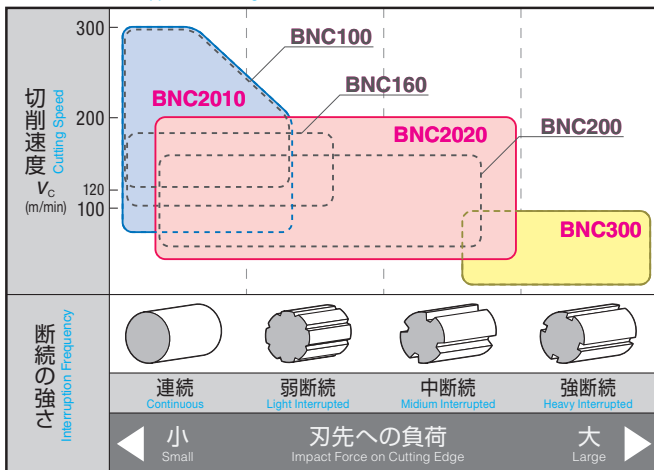 切削速度
Cutting Speed
vc
(m/min)
300
200
120
100
BNC100
BNC160
BNC2010
BNC2020
BNC200
BNC300
断続の強さ
Interruption Frequency
連続
Continuous
弱断続
Light Interrupted
中断続
Midium Interrupted
強断続
Heavy Interrupted
小
Small
刃先への負荷
Impact Force on Cutting Edge
大
Large